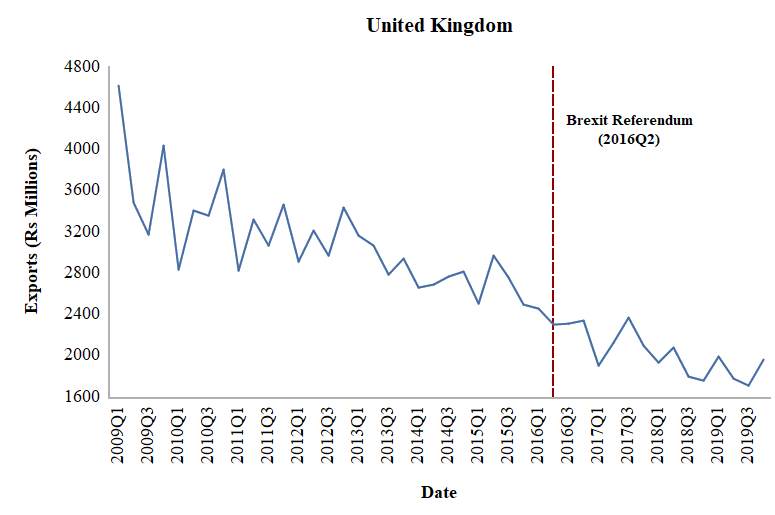 United Kingdom
4800
4400
4000
3600
3200
2800
2400
2000
1600
Exports (Rs Millions)
Brexit Referendum
(2016Q2)
2009Q1
2009Q3
2010Q1
2010Q3
2011Q1
2011Q3
2012Q1
2012Q3
2013Q1
2013Q3
2014Q1
2014Q3
2015Q1
2015Q3
2016Q1
2016Q3
2017Q1
2017Q3
2018Q1
2018Q3
2019Q1
2019Q3
Date